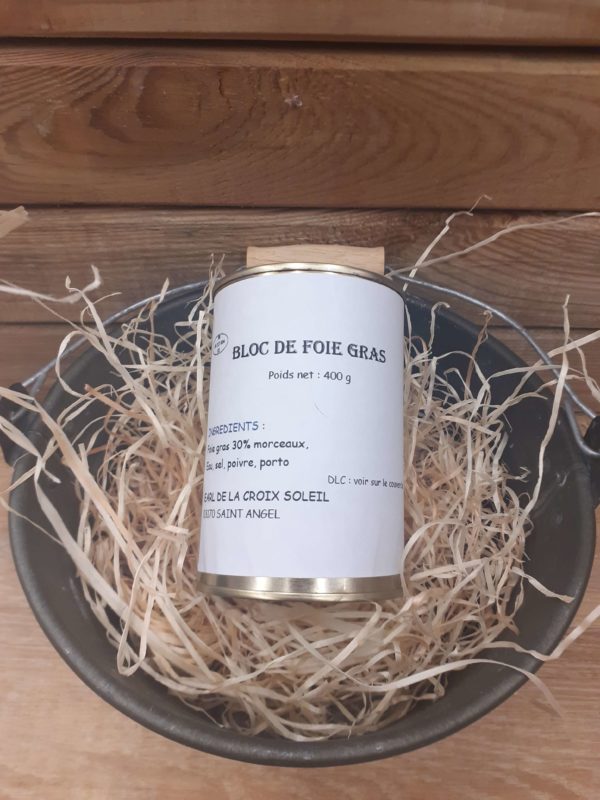 BLOC DE FOIE GRAS
Poids net : 400 g
INGREDIENTS :
Foie gras 30% morceaux,
Eau, sel, poivre, porto
DLC : voir sur le
EARL DE LA CROIX SOLEIL
SAINT ANGEL